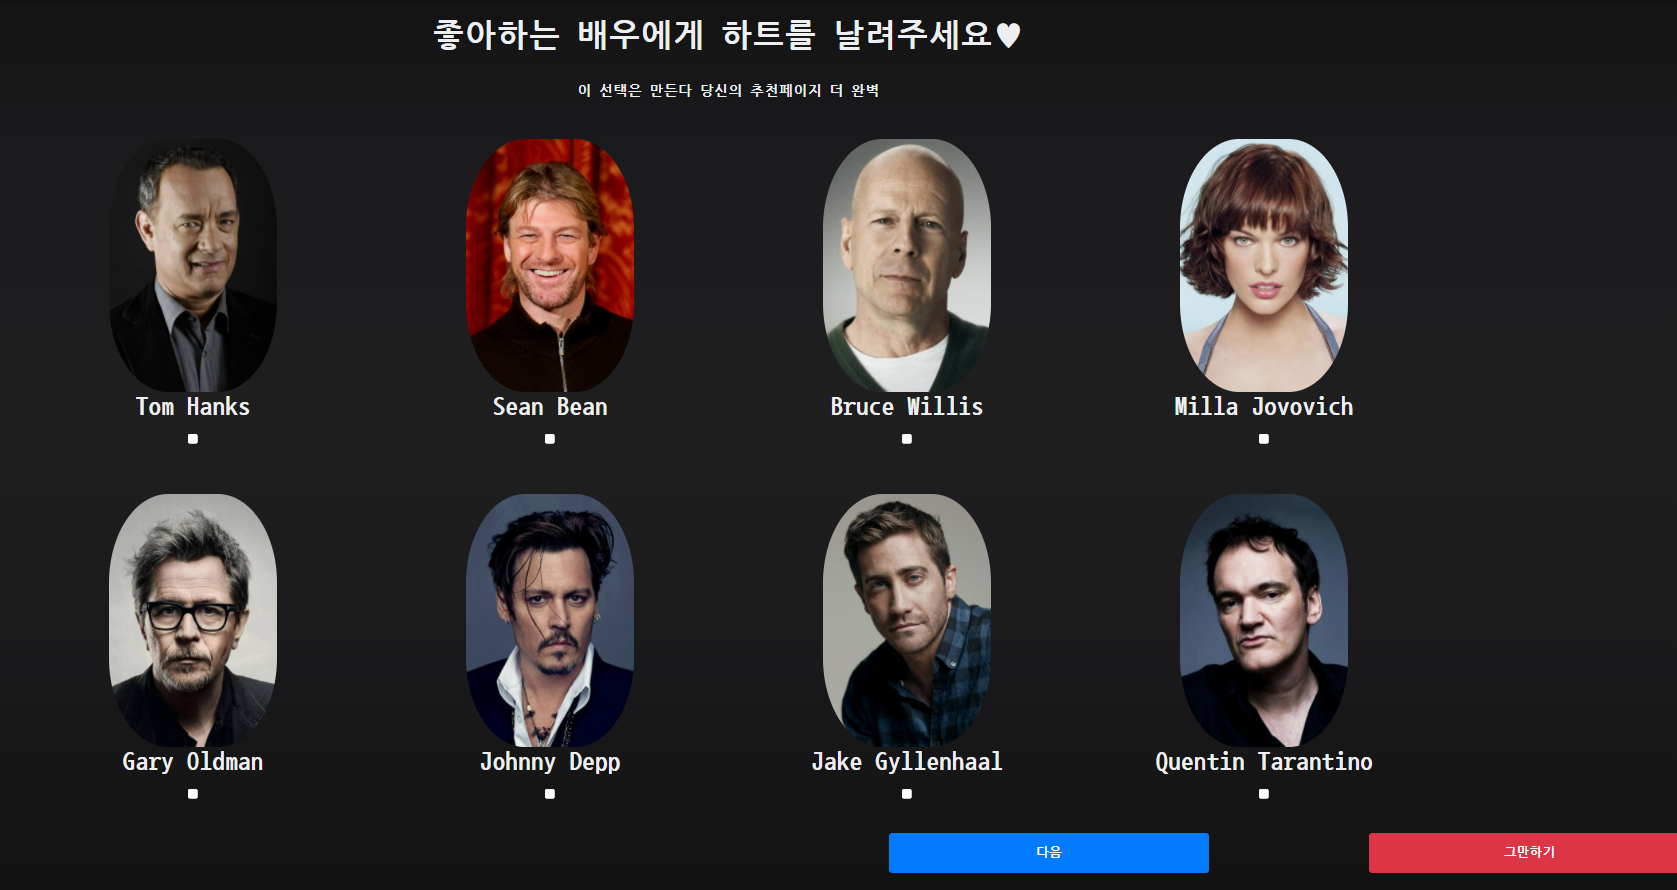 좋아하는 배우에게 하트를 날려주세요♥
이 선택은 만든다 당신의 추천페이지 더 완벽
Tom Hanks
Sean Bean
Bruce Willis
Milla Jovovich
Gary Oldman
Johnny Depp
Jake Gyllenhaal
Quentin Tarantino
다음
그만하기